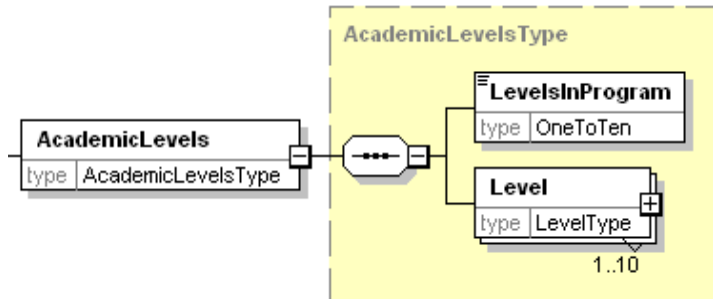 AcademicLevelsType
LevelsInProgram
type OneToTen
AcademicLevels
type AcademicLevelsType
Level
type LevelType
1..10